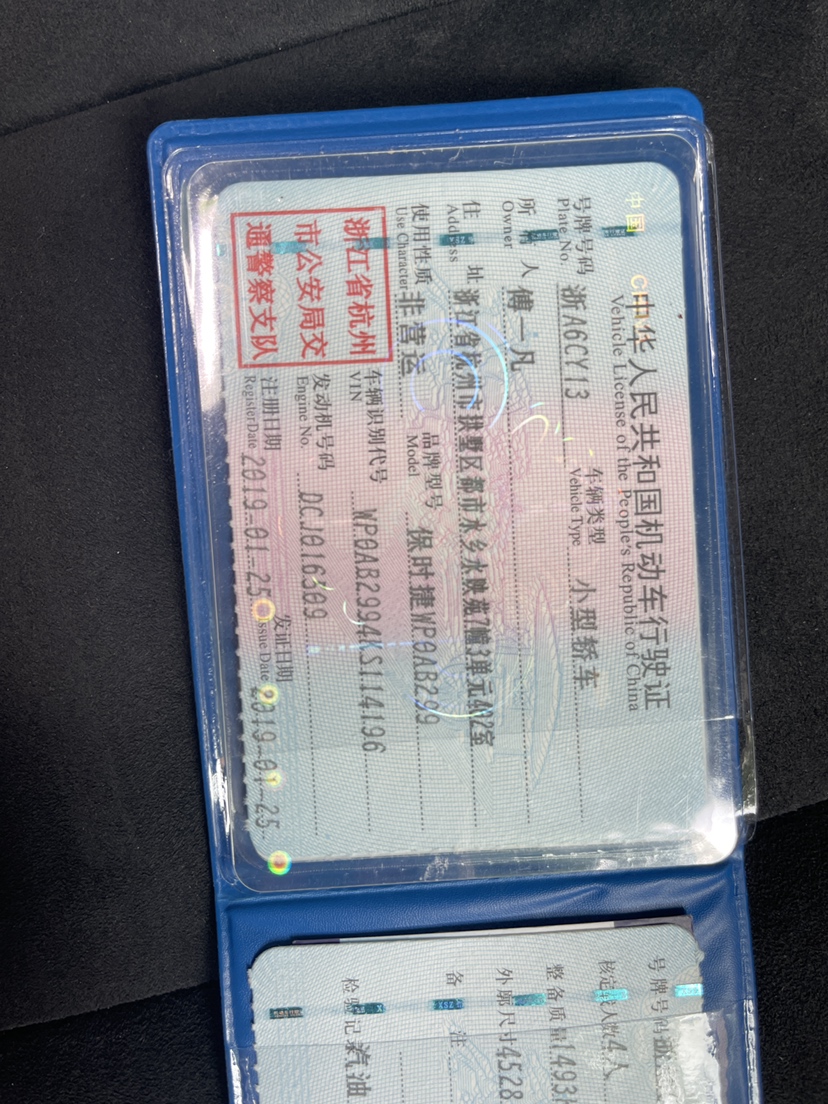 中国 CHINA
中华人民共和国机动车行驶证
Vehicle License of the People's Republic of China
号牌号码 浙A6CY13 车辆类型 小型轿车
Plate No. Vehicle Type
所有人 傅一凡
Owner
住址 浙江省杭州市拱墅区都市水乡水映苑7幢3单元402室
Address
使用性质 非营运 品牌型号 保时捷WP0AB299
Use Character Model
浙江省杭州
市公安局交
通警察支队
车辆识别代号 WP0AB2994KS114196
VIN
发动机号码 DCJ016309
Engine No.
注册日期 2019-01-25 发证日期 2019-01-25
Register Date Issue Date
号牌号码
核定载人数 4人
整备质量 1493
外廓尺寸 4528
备注
检验记录 汽油